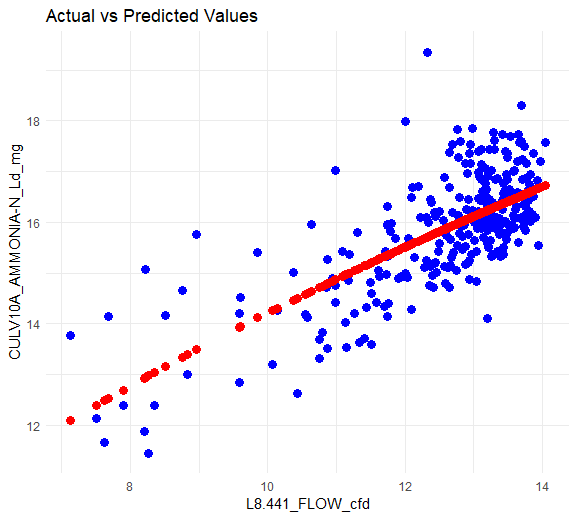 Actual vs Predicted Values
CULV10A_AMMONIA-N_Ld_mg
18
16
14
12
8
10
12
14
L8.441_FLOW_cfd